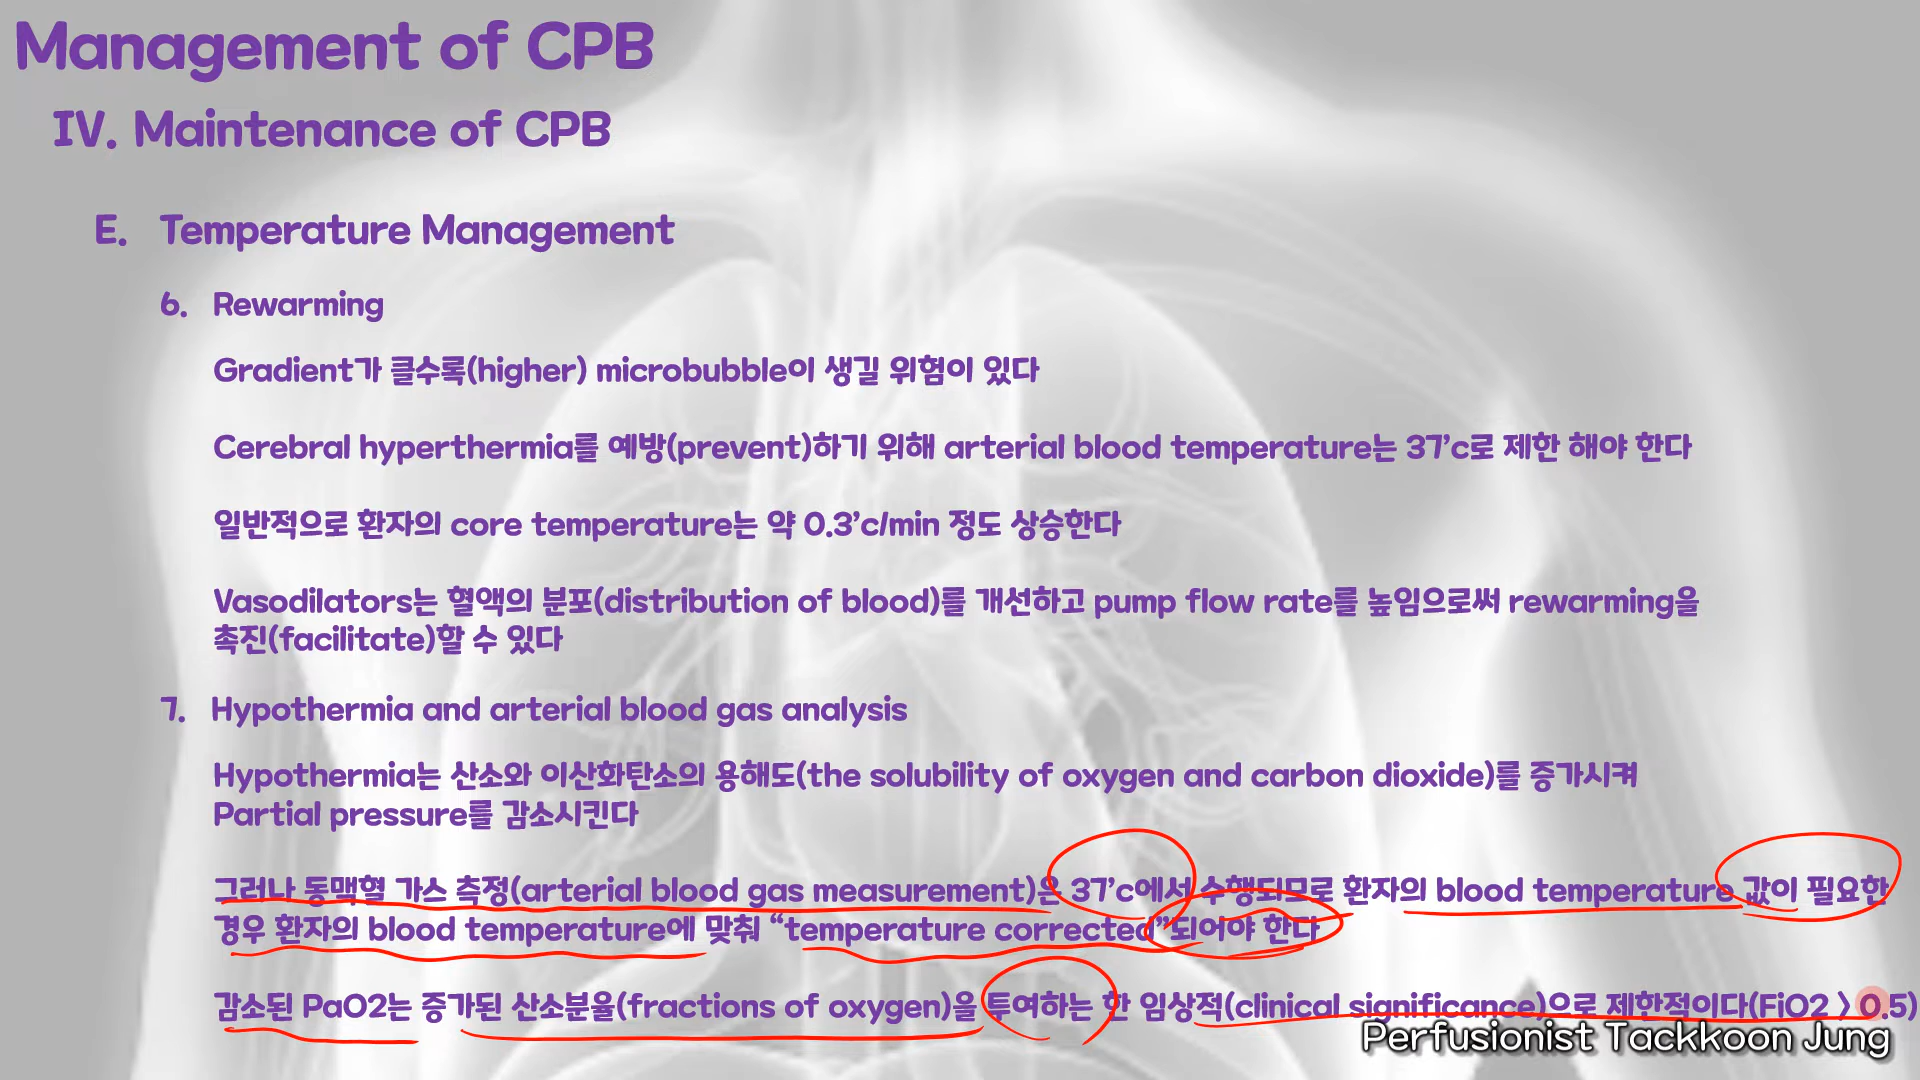 Management of CPB
IV. Maintenance of CPB
E. Temperature Management
6. Rewarming
Gradient가 클수록(higher) microbubble이 생길 위험이 있다
Cerebral hyperthermia를 예방(prevent)하기 위해 arterial blood temperature는 37'c로 제한 해야 한다
일반적으로 환자의 core temperature는 약 0.3'c/min 정도 상승한다
Vasodilators는 혈액의 분포(distribution of blood)를 개선하고 pump flow rate를 높임으로써 rewarming을
촉진(facilitate)할 수 있다
7. Hypothermia and arterial blood gas analysis
Hypothermia는 산소와 이산화탄소의 용해도(the solubility of oxygen and carbon dioxide)를 증가시켜
Partial pressure를 감소시킨다
그러나 동맥혈 가스 측정(arterial blood gas measurement)은 37'c에서 수행되므로 환자의 blood temperature 값이 필요한
경우 환자의 blood temperature에 맞춰 “temperature corrected”되어야 한다
감소된 PaO2는 증가된 산소분율(fractions of oxygen)을 투여하는 한 임상적(clinical significance)으로 제한적이다(FiO2 > 0.5)
Perfusionist Tackkoon Jung